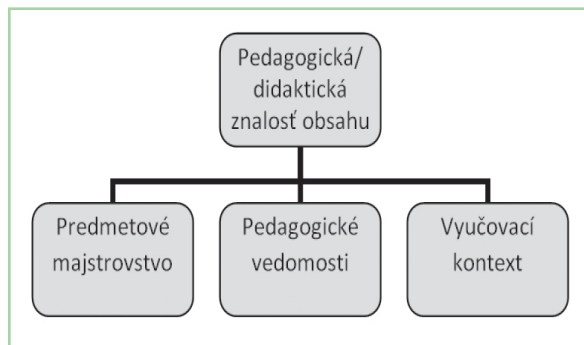 Pedagogická/
didaktická
znalosť obsahu
Predmetové
majstrovstvo
Pedagogické
vedomosti
Vyučovací
kontext